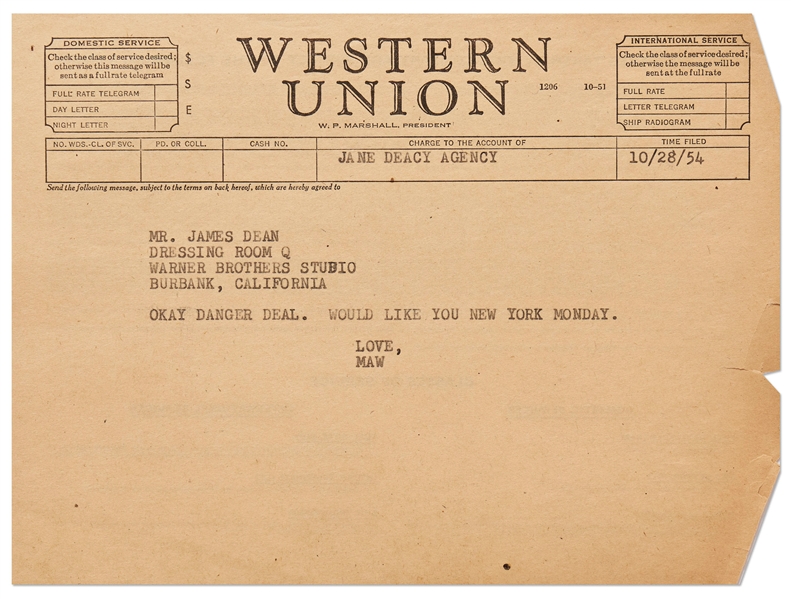 DOMESTIC SERVICE
Check the class of service desired;
otherwise this message will be
sent as a full rate telegram
FULL RATE TELEGRAM
DAY LETTER
NIGHT LETTER
$
S
E
WESTERN
UNION
1206 10-51
W. P. MARSHALL, PRESIDENT
INTERNATIONAL SERVICE
Check the class of service desired;
otherwise the message will be
sent at the full rate
FULL RATE
LETTER TELEGRAM
SHIP RADIOGRAM
NO. WDS.-CL. OF SVC. PD. OR COLL. CASH NO. CHARGE TO THE ACCOUNT OF TIME FILED
JANE DEACY AGENCY 10/28/54
Send the following message, subject to the terms on back hereof, which are hereby agreed to
MR. JAMES DEAN
DRESSING ROOM Q
WARNER BROTHERS STUBIO
BURBANK, CALIFORNIA
OKAY DANGER DEAL. WOULD LIKE YOU NEW YORK MONDAY.
LOVE,
MAW